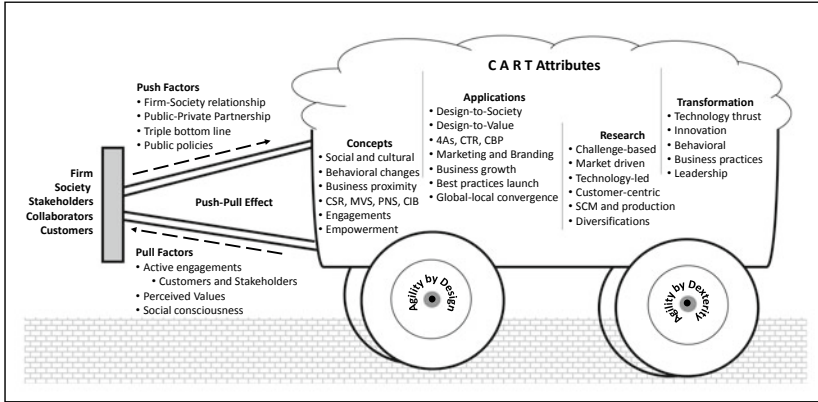 C A R T Attributes
Push Factors
• Firm-Society relationship
• Public-Private Partnership
• Triple bottom line
• Public policies
Firm
Society
Stakeholders
Collaborators
Customers
Push-Pull Effect
Pull Factors
• Active engagements
• Customers and Stakeholders
• Perceived Values
• Social consciousness
Concepts
• Social and cultural
• Behavioral changes
• Business proximity
• CSR, MVS, PNS, CIB
• Engagements
• Empowerment
Applications
• Design-to-Society
• Design-to-Value
• 4As, CTR, CBP
• Marketing and Branding
• Business growth
• Best practices launch
• Global-local convergence
Research
• Challenge-based
• Market driven
• Technology-led
• Customer-centric
• SCM and production
• Diversifications
Transformation
• Technology thrust
• Innovation
• Behavioral
• Business practices
• Leadership
Agility by Design
Agility by Dexterity